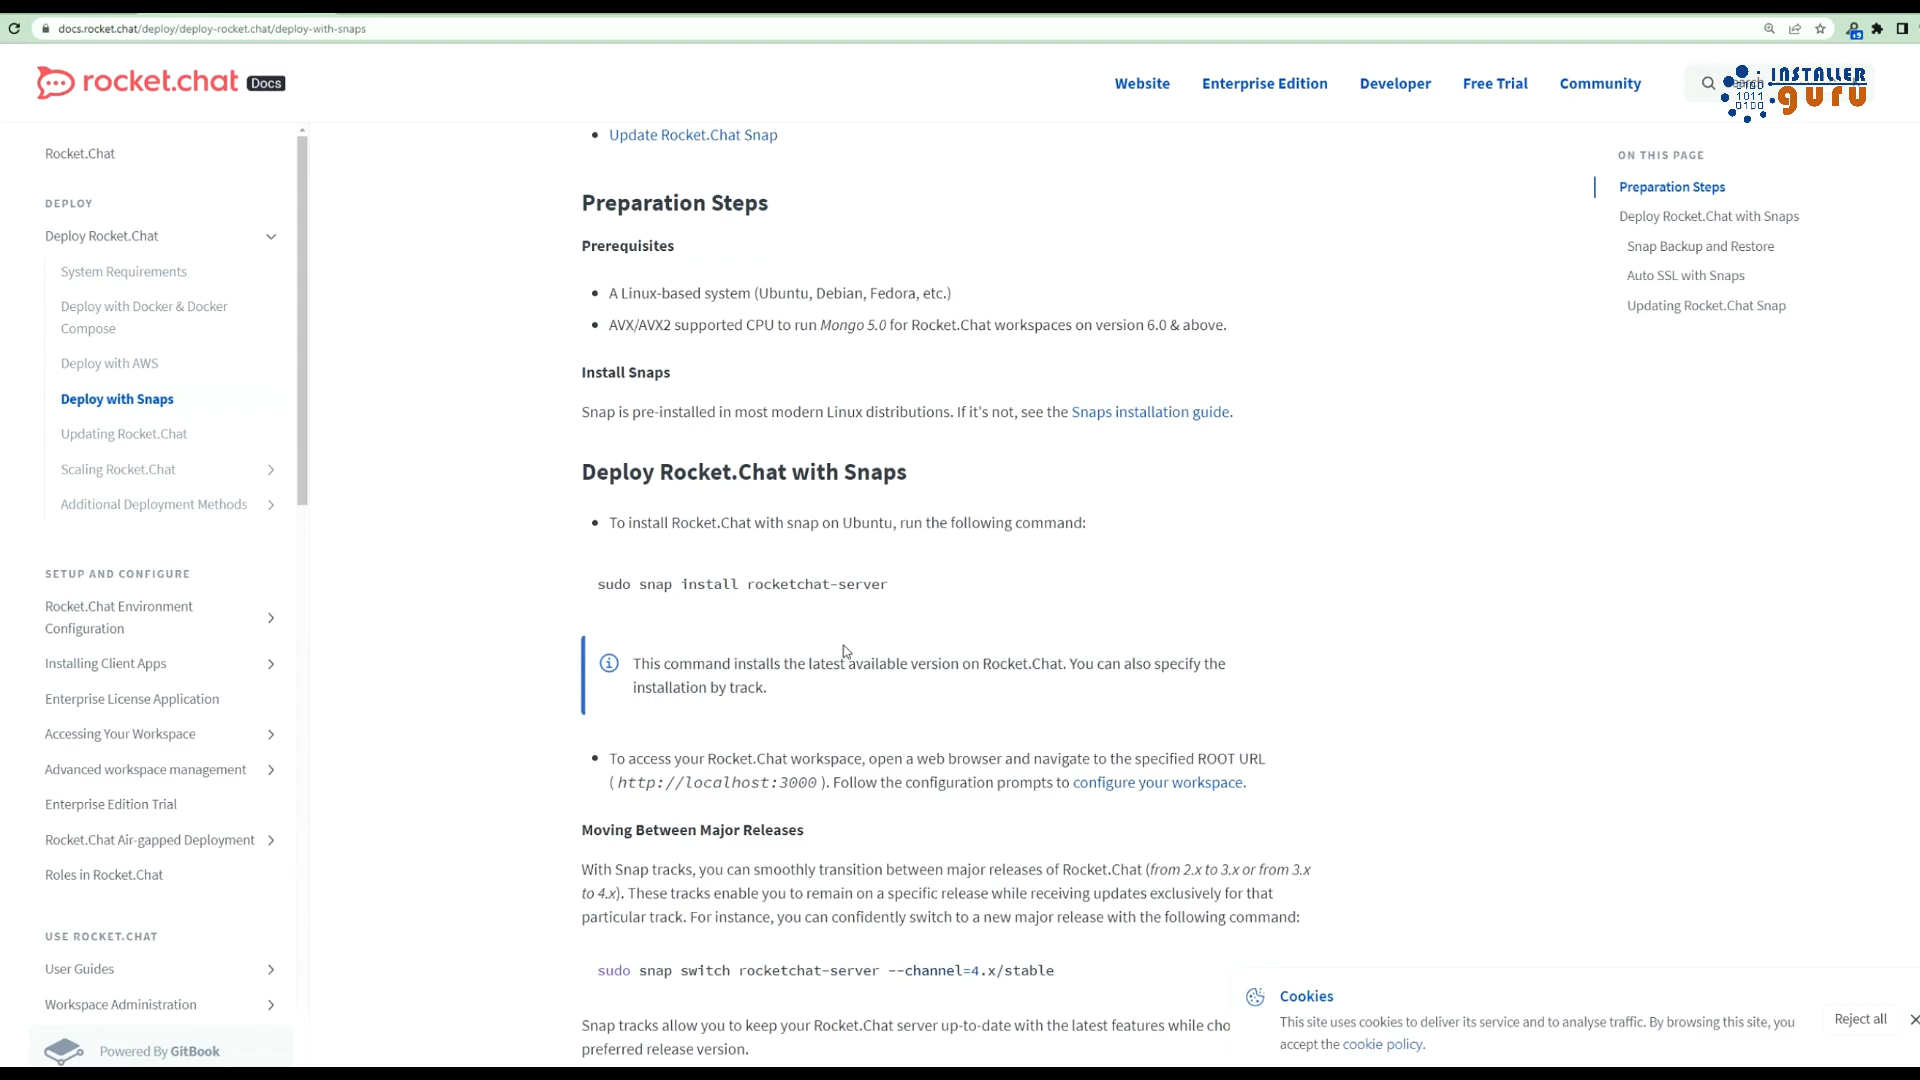 docs.rocket.chat/deploy/deploy-rocket.chat/deploy-with-snaps
+9
rocket.chat Docs
Website
Enterprise Edition
Developer
Free Trial
Community
INSTALLER
guru
1011
0100
Rocket.Chat
DEPLOY
Deploy Rocket.Chat
System Requirements
Deploy with Docker & Docker
Compose
Deploy with AWS
Deploy with Snaps
Updating Rocket.Chat
Scaling Rocket.Chat
Additional Deployment Methods
SETUP AND CONFIGURE
Rocket.Chat Environment
Configuration
Installing Client Apps
Enterprise License Application
Accessing Your Workspace
Advanced workspace management
Enterprise Edition Trial
Rocket.Chat Air-gapped Deployment
Roles in Rocket.Chat
USE ROCKET.CHAT
User Guides
Workspace Administration
Powered By GitBook
Update Rocket.Chat Snap
Preparation Steps
Prerequisites
A Linux-based system (Ubuntu, Debian, Fedora, etc.)
AVX/AVX2 supported CPU to run Mongo 5.0 for Rocket.Chat workspaces on version 6.0 & above.
Install Snaps
Snap is pre-installed in most modern Linux distributions. If it's not, see the Snaps installation guide.
Deploy Rocket.Chat with Snaps
To install Rocket.Chat with snap on Ubuntu, run the following command:
sudo snap install rocketchat-server
This command installs the latest available version on Rocket.Chat. You can also specify the
installation by track.
To access your Rocket.Chat workspace, open a web browser and navigate to the specified ROOT URL
( http://localhost:3000 ). Follow the configuration prompts to configure your workspace.
Moving Between Major Releases
With Snap tracks, you can smoothly transition between major releases of Rocket.Chat (from 2.x to 3.x or from 3.x
to 4.x). These tracks enable you to remain on a specific release while receiving updates exclusively for that
particular track. For instance, you can confidently switch to a new major release with the following command:
sudo snap switch rocketchat-server --channel=4.x/stable
Snap tracks allow you to keep your Rocket.Chat server up-to-date with the latest features while cho
preferred release version.
ON THIS PAGE
Preparation Steps
Deploy Rocket.Chat with Snaps
Snap Backup and Restore
Auto SSL with Snaps
Updating Rocket.Chat Snap
Cookies
This site uses cookies to deliver its service and to analyse traffic. By browsing this site, you
accept the cookie policy.
Reject all